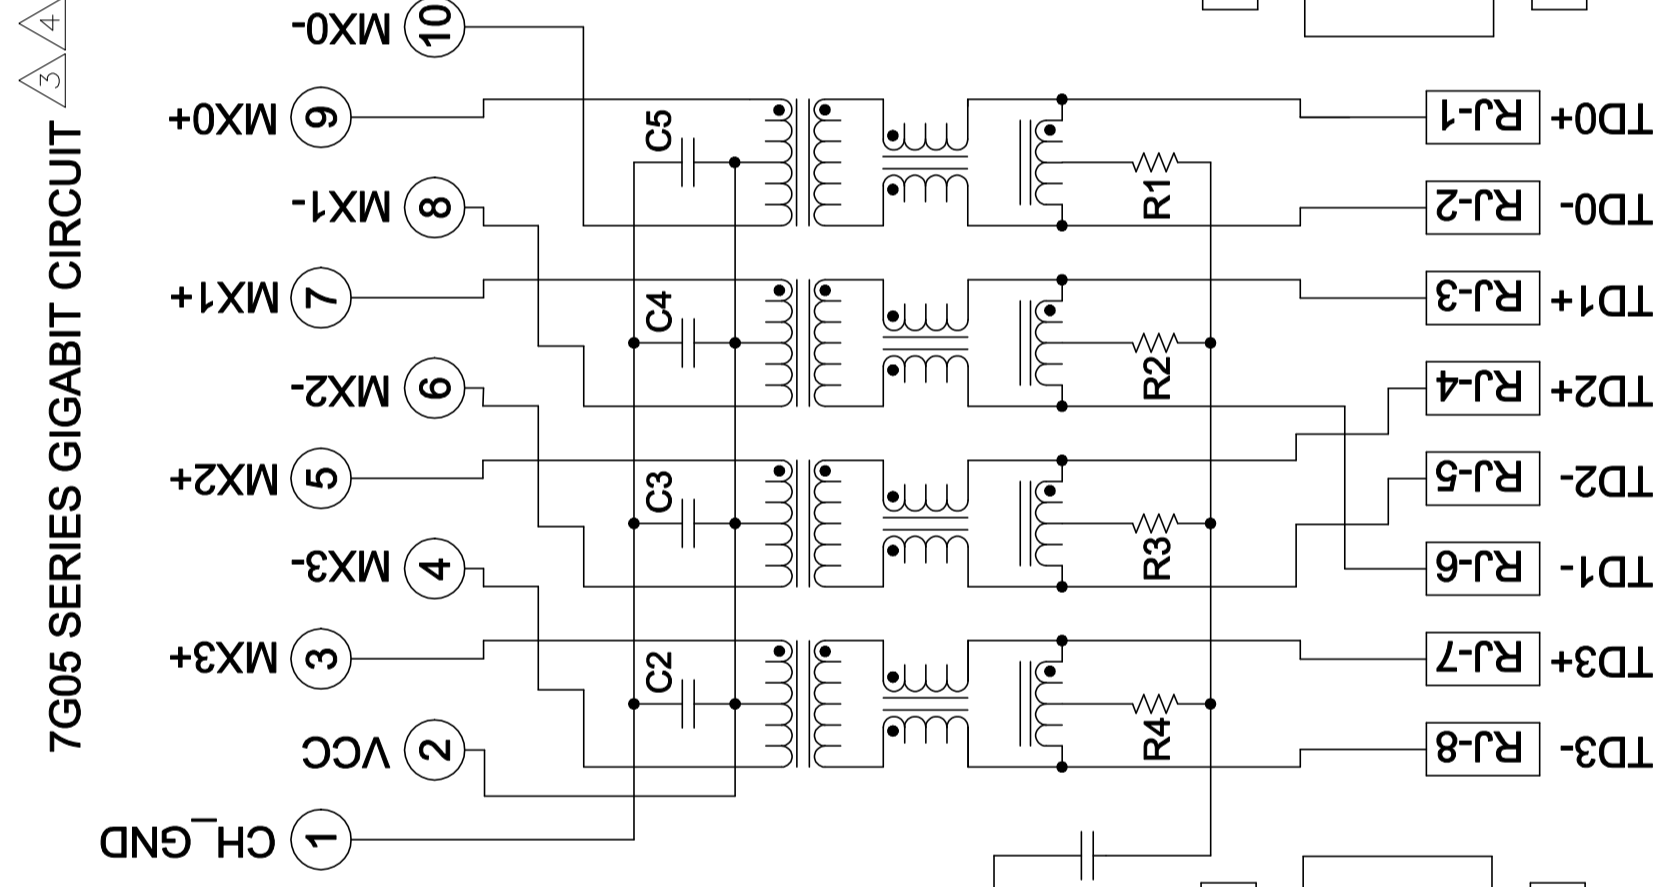 7G05 SERIES GIGABIT CIRCUIT
3
4
MX0-
10
MX0+
9
MX1-
8
MX1+
7
MX2-
6
MX2+
5
MX3-
4
MX3+
3
VCC
2
CH_GND
1
C5
C4
C3
C2
R1
R2
R3
R4
RJ-1 TD0+
RJ-2 TD0-
RJ-3 TD1+
RJ-4 TD2+
RJ-5 TD2-
RJ-6 TD1-
RJ-7 TD3+
RJ-8 TD3-